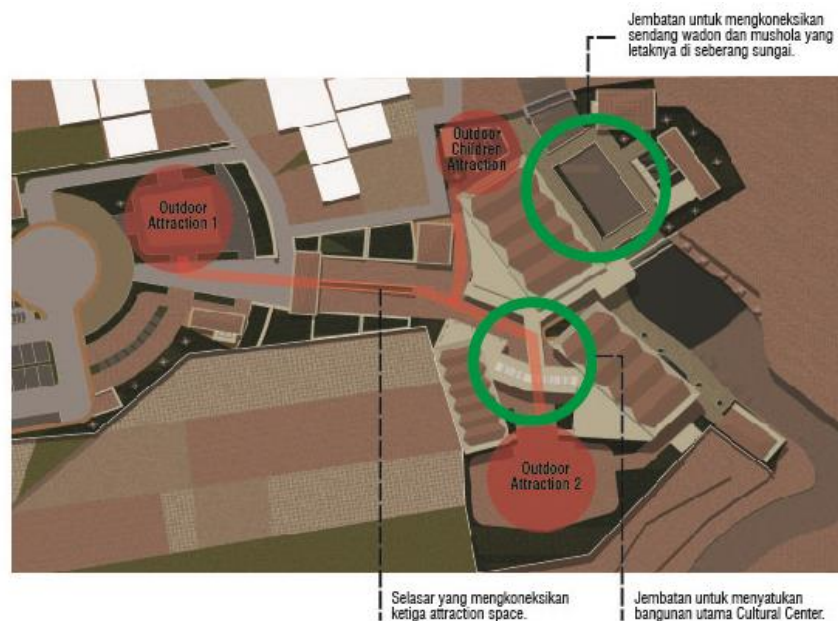 Jembatan untuk mengkoneksikan
sendang wadon dan mushola yang
letaknya di seberang sungai.
Outdoor
Children
Attraction
Outdoor
Attraction 1
Outdoor
Attraction 2
Selasar yang mengkoneksikan
ketiga attraction space.
Jembatan untuk menyatukan
bangunan utama Cultural Center.